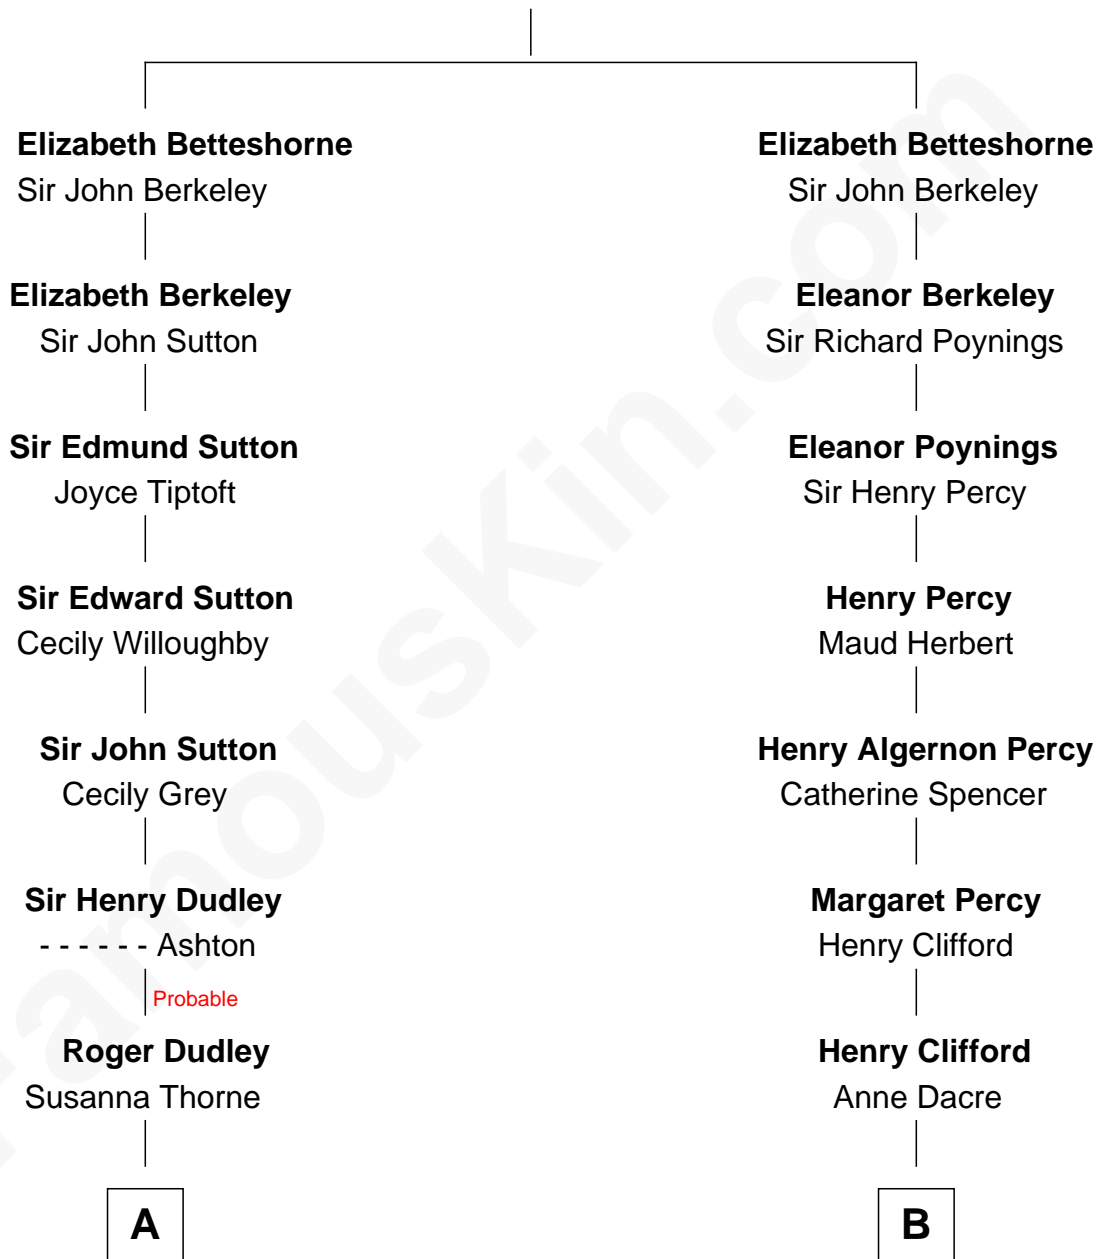 Elizabeth Betteshorne
Sir John Berkeley
Elizabeth Berkeley
Sir John Sutton
Sir Edmund Sutton
Joyce Tiptoft
Sir Edward Sutton
Cecily Willoughby
Sir John Sutton
Cecily Grey
Sir Henry Dudley
- - - - - - Ashton
Probable
Roger Dudley
Susanna Thorne
A
Elizabeth Betteshorne
Sir John Berkeley
Eleanor Berkeley
Sir Richard Poynings
Eleanor Poynings
Sir Henry Percy
Henry Percy
Maud Herbert
Henry Algernon Percy
Catherine Spencer
Margaret Percy
Henry Clifford
Henry Clifford
Anne Dacre
B
FamousKin.com